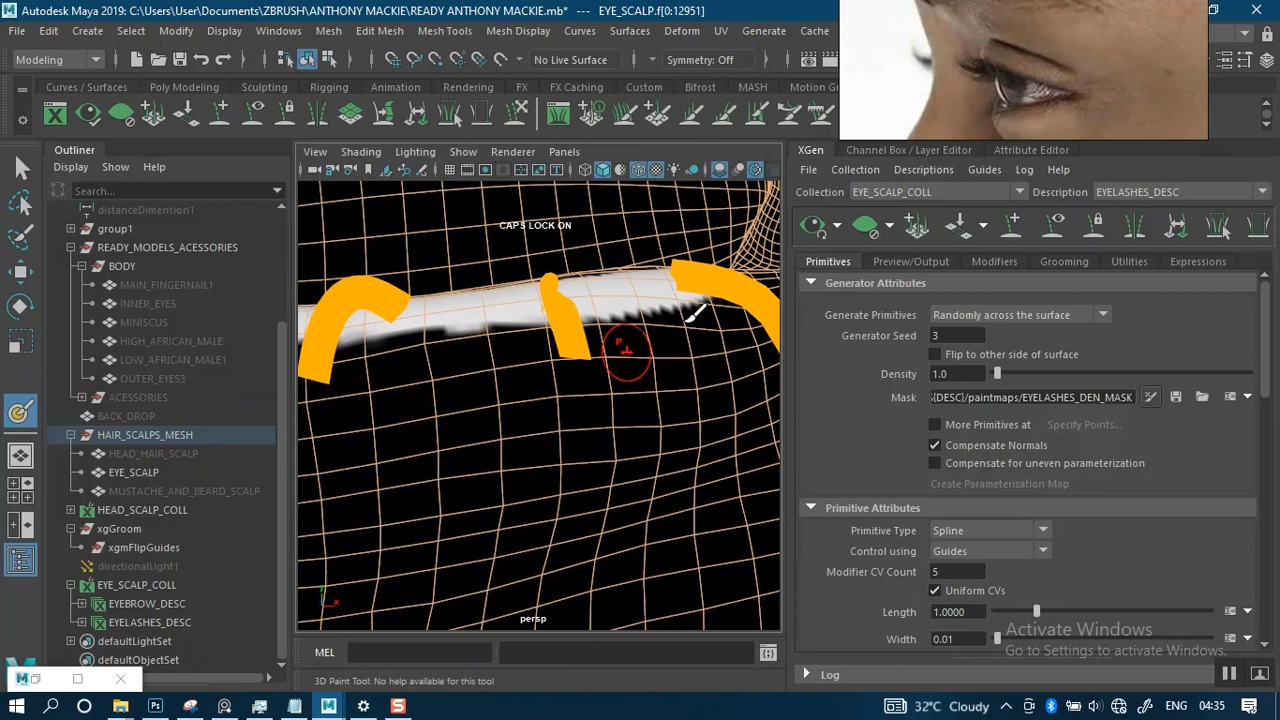 Autodesk Maya 2019: C:\Users\User\Documents\ZBRUSH\ANTHONY MACKIE\READY ANTHONY MACKIE.mb* --- EYE_SCALP.f[0:12951]
File Edit Create Select Modify Display Windows Mesh Edit Mesh Mesh Tools Mesh Display Curves Surfaces Deform UV Generate Cache
Modeling No Live Surface Symmetry: Off
Curves / Surfaces Poly Modeling Sculpting Rigging Animation Rendering FX FX Caching Custom Bifrost MASH Motion Gr
Outliner
Display Show Help
Search...
distanceDimension1
group1
READY_MODELS_ACESSORIES
BODY
MAIN_FINGERNAIL1
INNER_EYES
MINISCUS
HIGH_AFRICAN_MALE
LOW_AFRICAN_MALE1
OUTER_EYES3
ACESSORIES
BACK_DROP
HAIR_SCALPS_MESH
HEAD_HAIR_SCALP
EYE_SCALP
MUSTACHE_AND_BEARD_SCALP
HEAD_SCALP_COLL
xgGroom
xgmFlipGuides
directionalLight1
EYE_SCALP_COLL
EYEBROW_DESC
EYELASHES_DESC
defaultLightSet
defaultObjectSet
View Shading Lighting Show Renderer Panels
CAPS LOCK ON
P
y
x
persp
MEL
3D Paint Tool: No help available for this tool
XGen Channel Box / Layer Editor Attribute Editor
File Collection Descriptions Guides Log Help
Collection EYE_SCALP_COLL Description EYELASHES_DESC
Primitives Preview/Output Modifiers Grooming Utilities Expressions
Generator Attributes
Generate Primitives Randomly across the surface
Generator Seed 3
Flip to other side of surface
Density 1.0
Mask {DESC}/paintmaps/EYELASHES_DEN_MASK
More Primitives at Specify Points...
Compensate Normals
Compensate for uneven parameterization
Create Parameterization Map
Primitive Attributes
Primitive Type Spline
Control using Guides
Modifier CV Count 5
Uniform CVs
Length 1.0000
Width 0.01
Activate Windows
Go to Settings to activate Windows.
Log
32°C Cloudy ENG 04:35